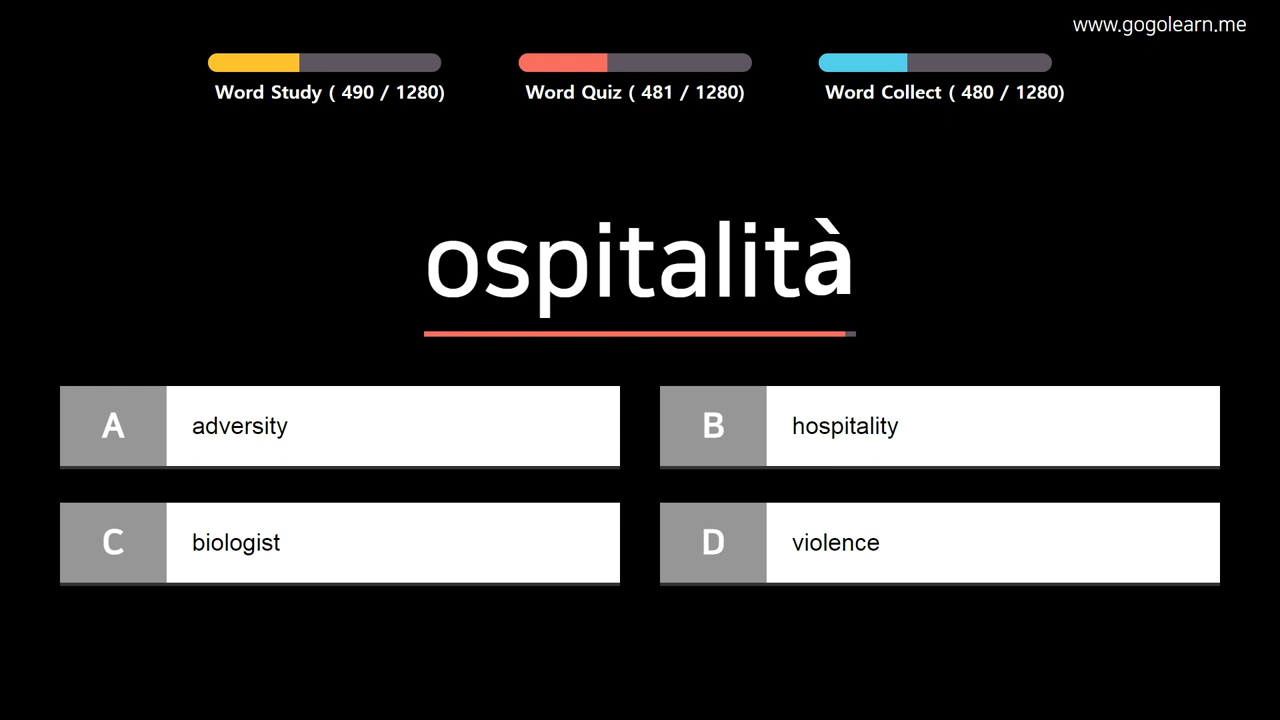 www.gogolearn.me
Word Study ( 490 / 1280)
Word Quiz ( 481 / 1280)
Word Collect ( 480 / 1280)
ospitalità
A adversity
B hospitality
C biologist
D violence